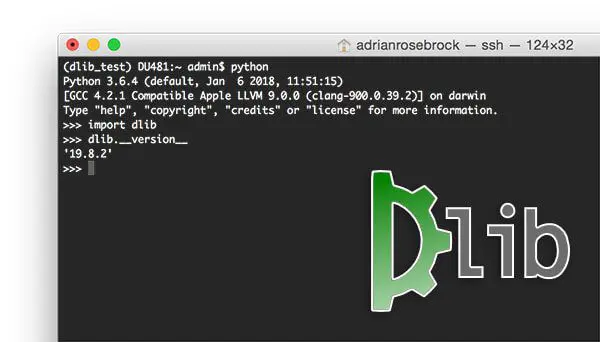 adrianrosebrock — ssh — 124×32
(dlib_test) DU481:~ admin$ python
Python 3.6.4 (default, Jan  6 2018, 11:51:15)
[GCC 4.2.1 Compatible Apple LLVM 9.0.0 (clang-900.0.39.2)] on darwin
Type "help", "copyright", "credits" or "license" for more information.
>>> import dlib
>>> dlib.__version__
'19.8.2'
>>>
Dlib